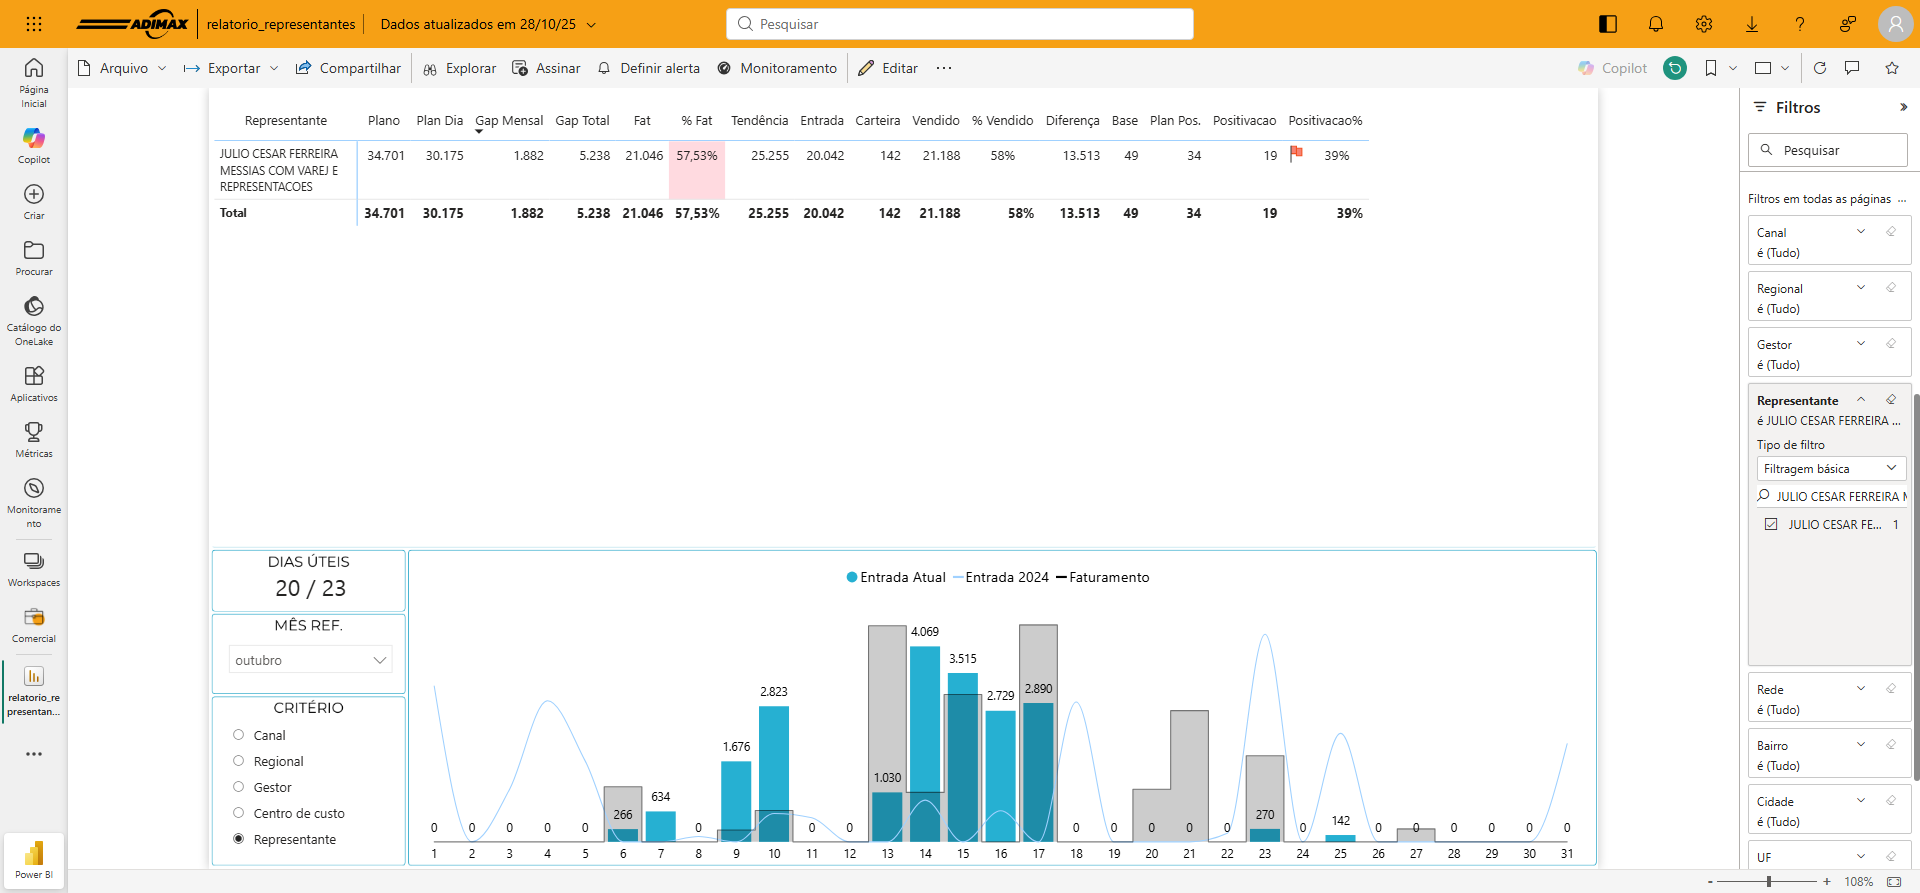 ADIMAX
relatorio_representantes
Dados atualizados em 28/10/25
Pesquisar
A
Arquivo
Exportar
Compartilhar
Explorar
Assinar
Definir alerta
Monitoramento
Editar
Copilot
Página
Inicial
Copilot
Criar
Procurar
Catálogo do
OneLake
Aplicativos
Métricas
Monitorame
nto
Workspaces
Comercial
relatorio_re
presentan...
Power BI
Representante Plano Plan Dia Gap Mensal Gap Total Fat % Fat Tendência Entrada Carteira Vendido % Vendido Diferença Base Plan Pos. Positivacao Positivacao%
JULIO CESAR FERREIRA 34.701 30.175 1.882 5.238 21.046 57,53% 25.255 20.042 142 21.188 58% 13.513 49 34 19 39%
MESSIAS COM VAREJ E
REPRESENTACOES
Total 34.701 30.175 1.882 5.238 21.046 57,53% 25.255 20.042 142 21.188 58% 13.513 49 34 19 39%
DIAS ÚTEIS
20 / 23
MÊS REF.
outubro
CRITÉRIO
Canal
Regional
Gestor
Centro de custo
Representante
Entrada Atual Entrada 2024 Faturamento
0 0 0 0 0 266 634 0 1.676 2.823 0 0 1.030 4.069 3.515 2.729 2.890 0 0 0 0 0 270 0 142 0 0 0 0 0 0
1 2 3 4 5 6 7 8 9 10 11 12 13 14 15 16 17 18 19 20 21 22 23 24 25 26 27 28 29 30 31
Filtros
Pesquisar
Filtros em todas as páginas ...
Canal
é (Tudo)
Regional
é (Tudo)
Gestor
é (Tudo)
Representante
é JULIO CESAR FERREIRA ...
Tipo de filtro
Filtragem básica
JULIO CESAR FERREIRA M
JULIO CESAR FE... 1
Rede
é (Tudo)
Bairro
é (Tudo)
Cidade
é (Tudo)
UF
- + 108%